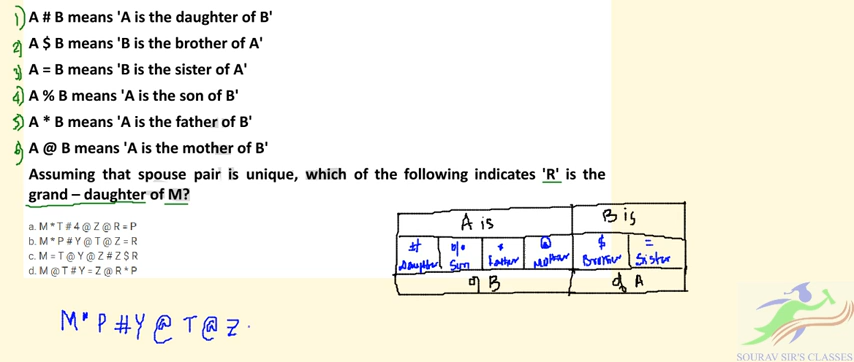 1) A # B means 'A is the daughter of B'
2) A $ B means 'B is the brother of A'
3) A = B means 'B is the sister of A'
4) A % B means 'A is the son of B'
5) A * B means 'A is the father of B'
6) A @ B means 'A is the mother of B'
Assuming that spouse pair is unique, which of the following indicates 'R' is the
grand – daughter of M?
a. M * T # 4 @ Z @ R = P
b. M * P # Y @ T @ Z = R
c. M = T @ Y @ Z # Z $ R
d. M @ T # Y = Z @ R * P
A is B is
# % * @ $ =
Daughter Son Father Mother Brother Sister
of B of A
M * P # Y @ T @ Z .
SOURAV SIR'S CLASSES